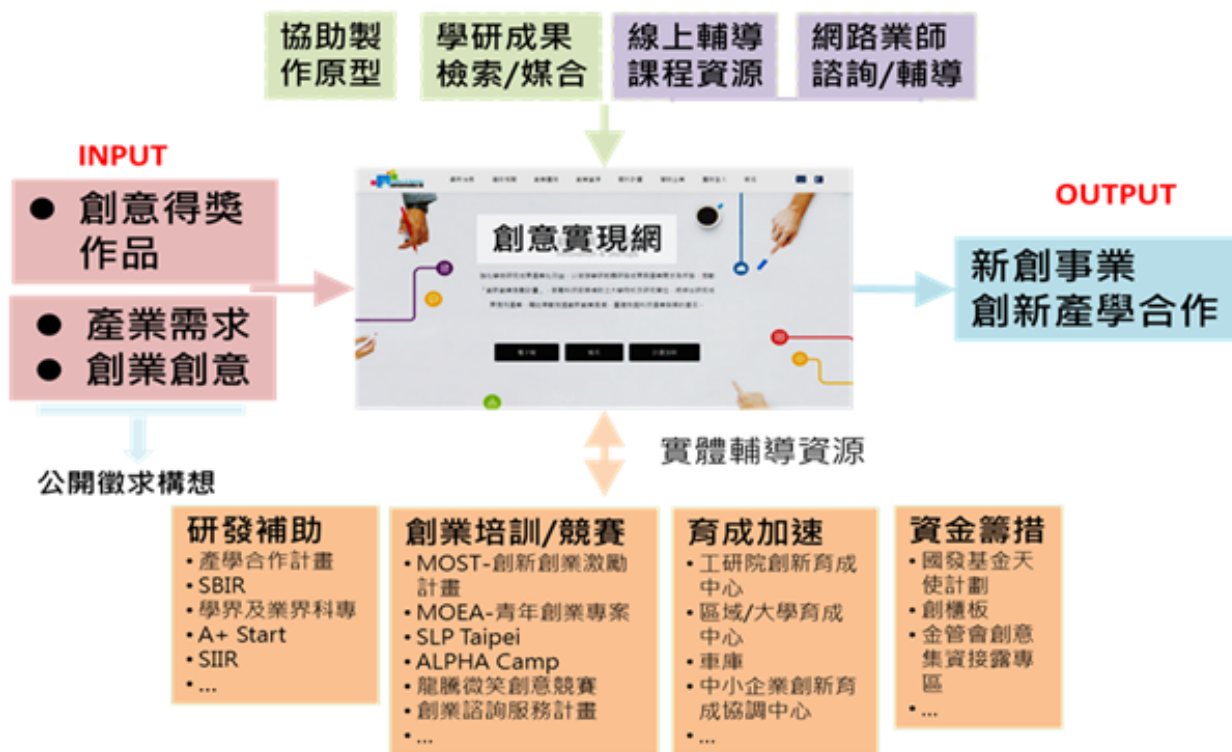 協助製
作原型
學研成果
檢索/媒合
線上輔導
課程資源
網路業師
諮詢/輔導
INPUT
● 創意得獎
作品
● 產業需求
● 創業創意
公開徵求構想
創意實現網
OUTPUT
新創事業
創新產學合作
實體輔導資源
研發補助
• 產學合作計畫
• SBIR
• 學界及業界科專
• A+ Start
• SIIR
• ...
創業培訓/競賽
• MOST-創新創業激勵
計畫
• MOEA-青年創業專案
• SLP Taipei
• ALPHA Camp
• 龍騰微笑創意競賽
• 創業諮詢服務計畫
• ...
育成加速
• 工研院創新育成
中心
• 區域/大學育成
中心
• 車庫
• 中小企業創新育
成協調中心
• ...
資金籌措
• 國發基金天
使計劃
• 創櫃板
• 金管會創意
集資接露專
區
• ...